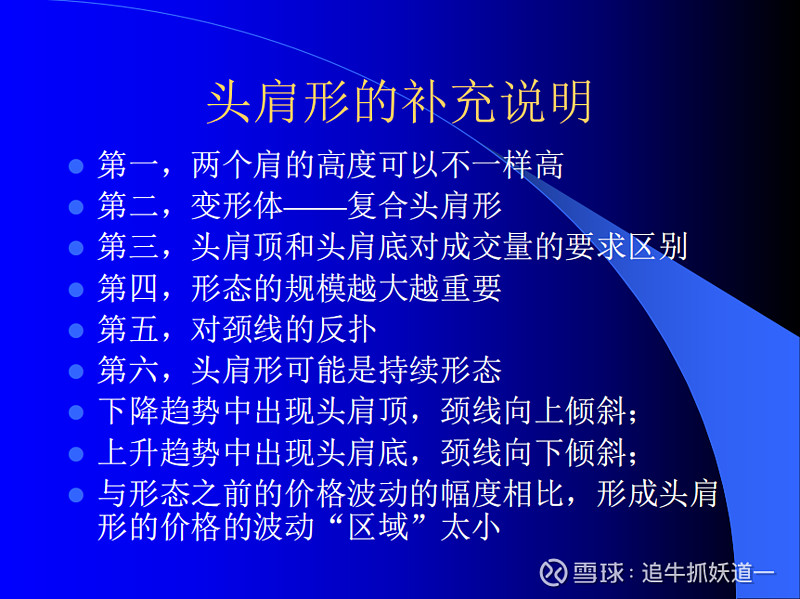 头肩形的补充说明
第一，两个肩的高度可以不一样高
第二，变形体——复合头肩形
第三，头肩顶和头肩底对成交量的要求区别
第四，形态的规模越大越重要
第五，对颈线的反扑
第六，头肩形可能是持续形态
下降趋势中出现头肩顶，颈线向上倾斜；
上升趋势中出现头肩底，颈线向下倾斜；
与形态之前的价格波动的幅度相比，形成头肩
形的价格的波动“区域”太小
雪球：追牛抓妖道一